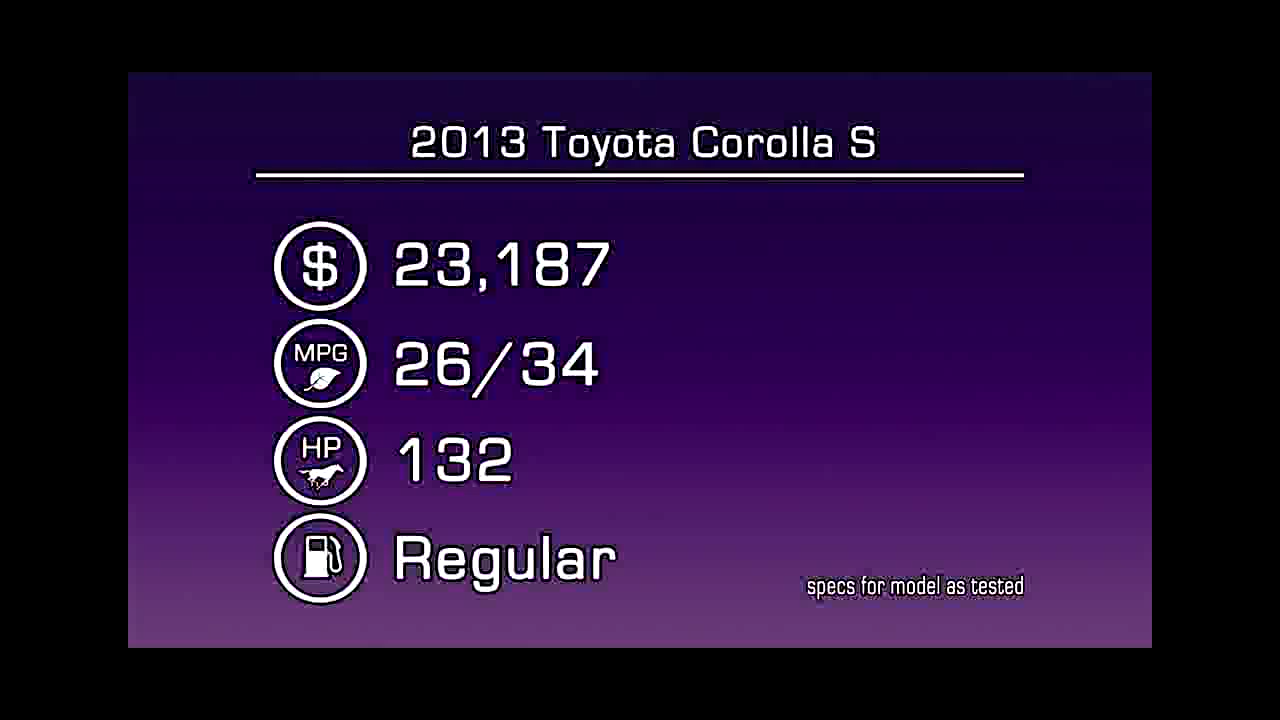 2013 Toyota Corolla S
$ 23,187
MPG 26/34
HP 132
Regular
specs for model as tested